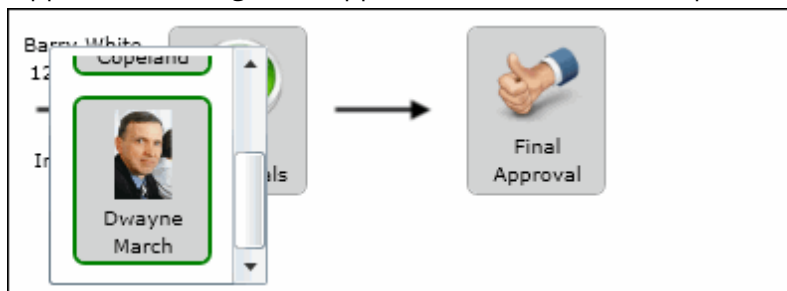 Barry White
12
Copeland
In
als
Dwayne
March
Final
Approval